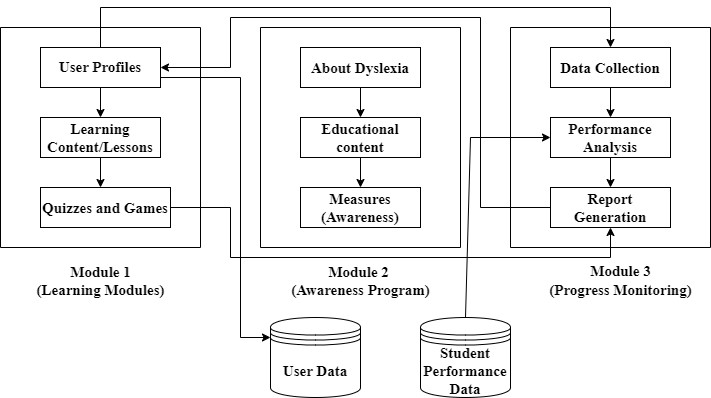 User Profiles
Learning
Content/Lessons
Quizzes and Games
Module 1
(Learning Modules)
About Dyslexia
Educational
content
Measures
(Awareness)
Module 2
(Awareness Program)
Data Collection
Performance
Analysis
Report
Generation
Module 3
(Progress Monitoring)
User Data
Student
Performance
Data